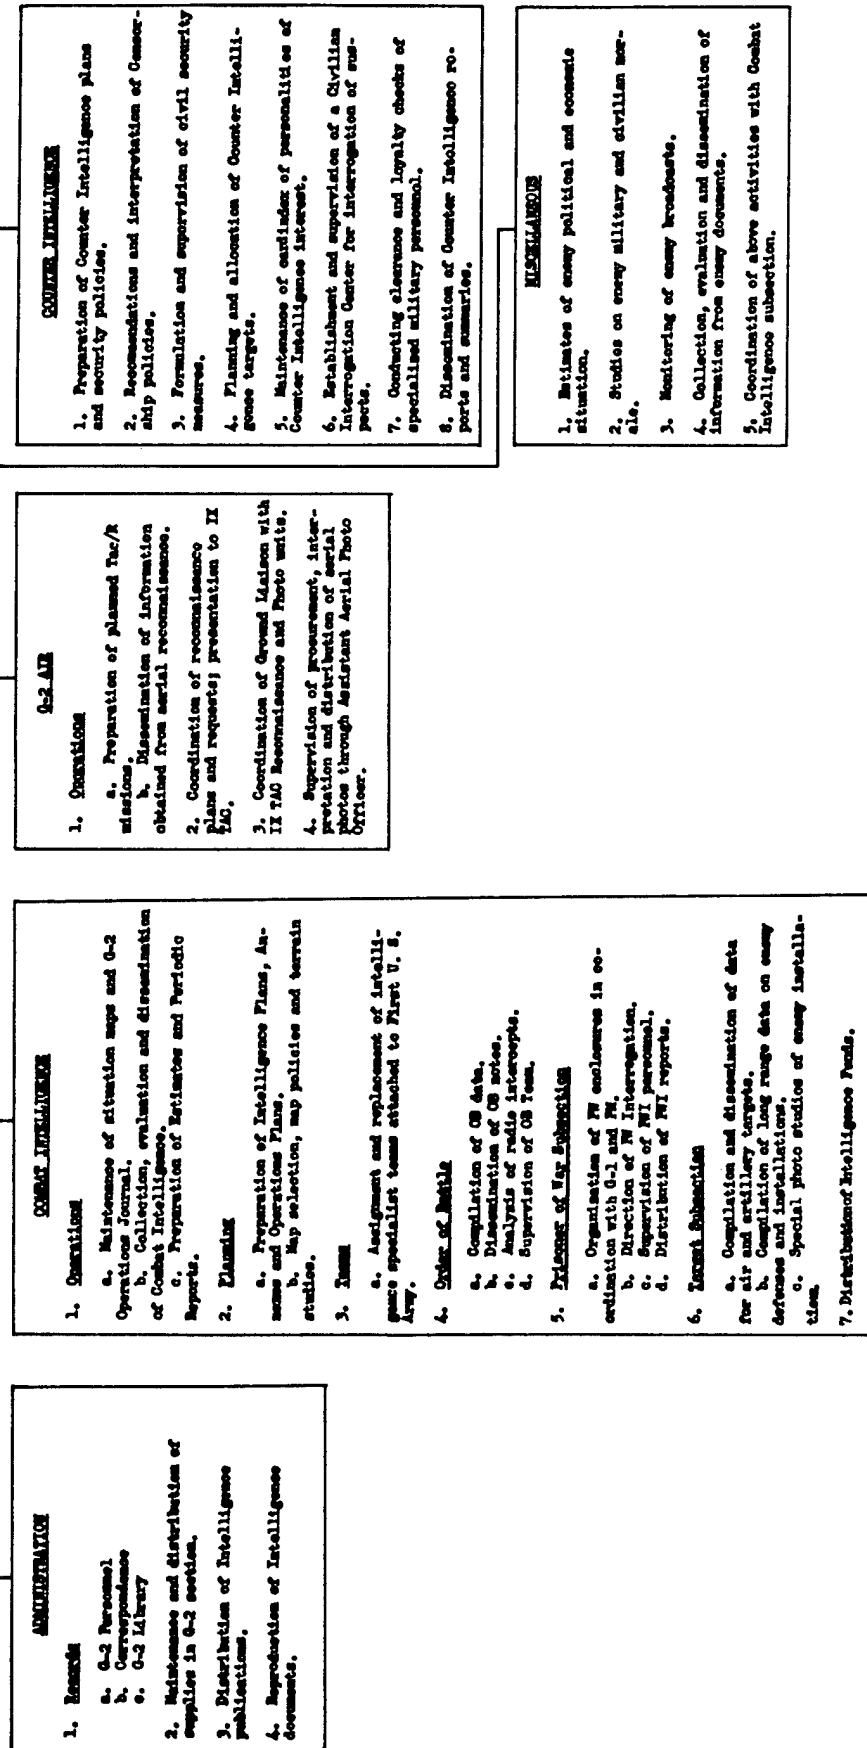 ADMINISTRATION
1. Records
a. G-2 Personnel
b. Correspondence
c. G-2 Library
2. Maintenance and distribution of
supplies in G-2 section.
3. Distribution of Intelligence
publications.
4. Reproduction of Intelligence
documents.
COMBAT INTELLIGENCE
1. Operations
a. Maintenance of situation maps and G-2
Operations Journal.
b. Collection, evaluation and dissemination
of Combat Intelligence.
c. Preparation of Estimates and Periodic
Reports.
2. Planning
a. Preparation of Intelligence Plans, An-
nexes and Operations Plans.
b. Map selection, map policies and terrain
studies.
3. Teams
a. Assignment and replacement of intelli-
gence specialist teams attached to First U. S.
Army.
4. Order of Battle
a. Compilation of OB data.
b. Dissemination of OB notes.
c. Analysis of radio intercepts.
d. Supervision of OB Team.
5. Prisoner of War Subsection
a. Organization of PW enclosures in co-
ordination with G-1 and PM.
b. Direction of PW Interrogation.
c. Supervision of PWI personnel.
d. Distribution of PWI reports.
6. Target Subsection
a. Compilation and dissemination of data
for air and artillery targets.
b. Compilation of long range data on enemy
defenses and installations.
c. Special photo studies of enemy installa-
tion.
7. Distribution of Intelligence Funds.
G-2 AIR
1. Operations
a. Preparation of planned Tac/R
missions.
b. Dissemination of information
obtained from aerial reconnaissance.
2. Coordination of reconnaissance
plans and requests; presentation to IX
TAC.
3. Coordination of Ground Liaison with
IX TAC Reconnaissance and Photo units.
4. Supervision of procurement, inter-
pretation and distribution of aerial
photos through Assistant Aerial Photo
Officer.
COUNTER INTELLIGENCE
1. Preparation of Counter Intelligence plans
and security policies.
2. Recommendations and interpretation of Censor-
ship policies.
3. Formulation and supervision of civil security
measures.
4. Planning and allocation of Counter Intelli-
gence targets.
5. Maintenance of cardindex of personalities of
Counter Intelligence interest.
6. Establishment and supervision of a Civilian
Interrogation Center for interrogation of sus-
pects.
7. Conducting clearance and loyalty checks of
specialised military personnel.
8. Dissemination of Counter Intelligence re-
ports and summaries.
MISCELLANEOUS
1. Estimates of enemy political and economic
situation.
2. Studies on enemy military and civilian mor-
ale.
3. Monitoring of enemy broadcasts.
4. Collection, evaluation and dissemination of
information from enemy documents.
5. Coordination of above activities with Combat
Intelligence subsection.